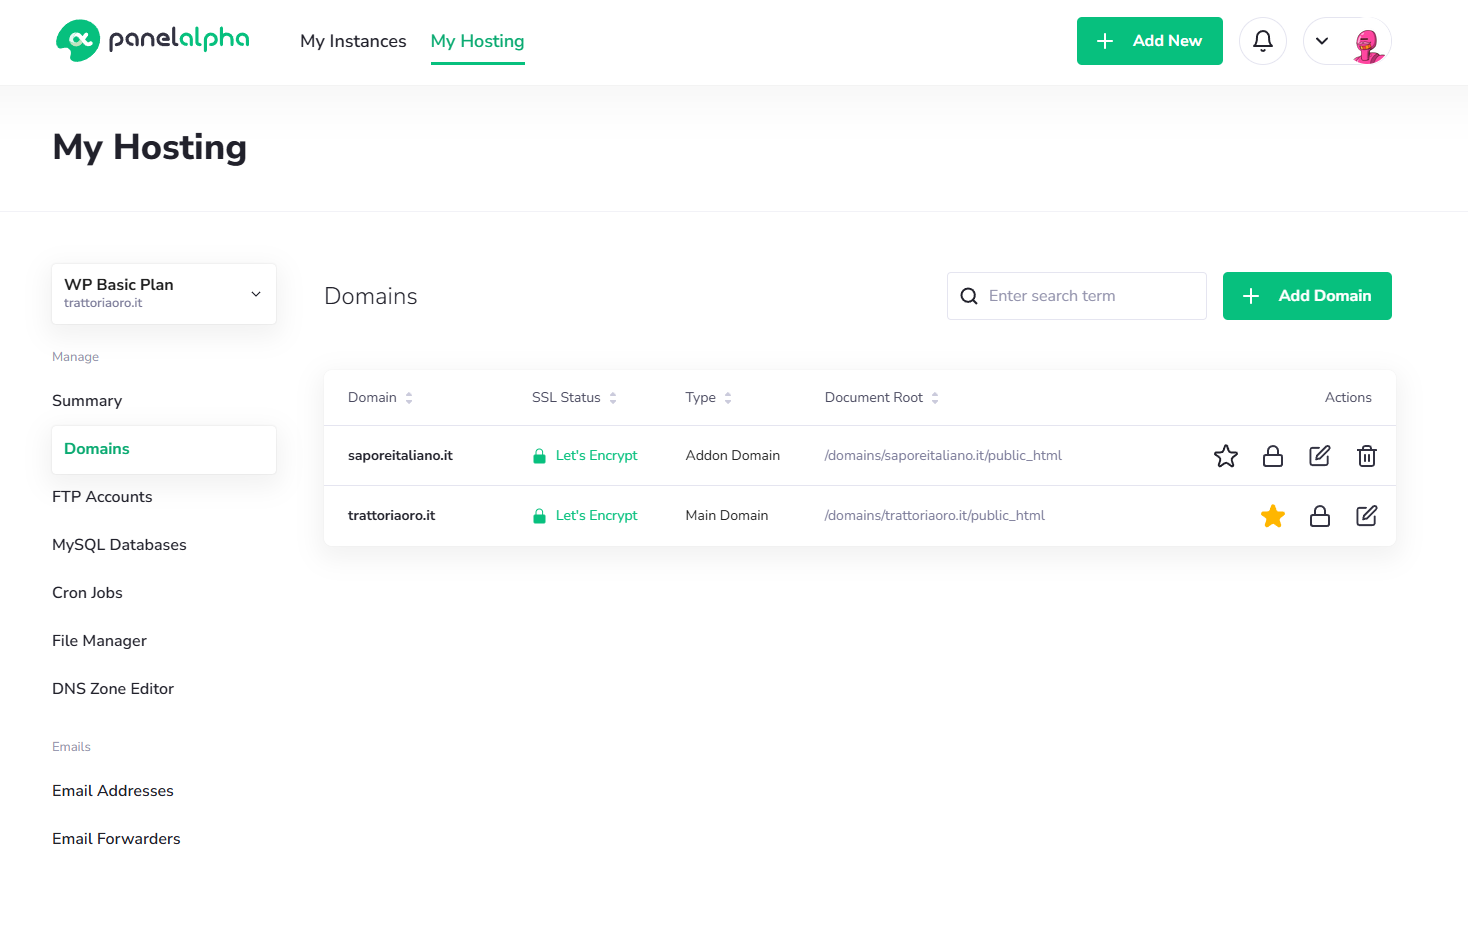 panelalpha
My Instances
My Hosting
Add New
My Hosting
WP Basic Plan
trattoriaoro.it
Manage
Summary
Domains
FTP Accounts
MySQL Databases
Cron Jobs
File Manager
DNS Zone Editor
Emails
Email Addresses
Email Forwarders
Domains
Enter search term
Add Domain
Domain SSL Status Type Document Root Actions
saporeitaliano.it Let's Encrypt Addon Domain /domains/saporeitaliano.it/public_html
trattoriaoro.it Let's Encrypt Main Domain /domains/trattoriaoro.it/public_html